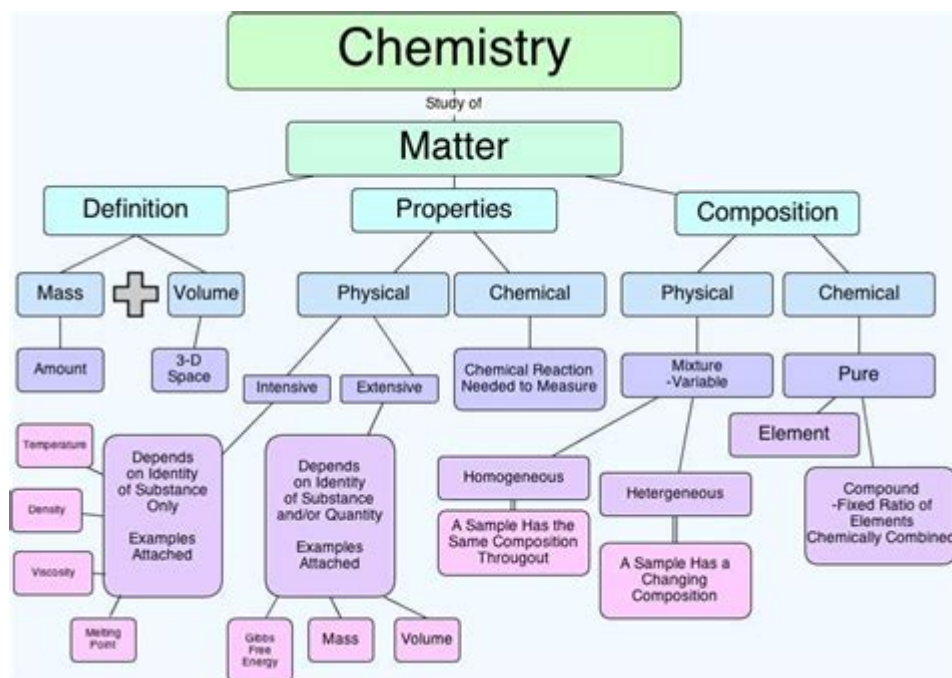 Chemistry
Study of
Matter
Definition
Properties
Composition
Mass
Volume
Physical
Chemical
Physical
Chemical
Amount
3-D
Space
Intensive
Extensive
Chemical Reaction
Needed to Measure
Mixture
-Variable
Pure
Temperature
Density
Viscosity
Melting
Point
Depends
on Identity
of Substance
Only
Examples
Attached
Depends
on Identity
of Substance
and/or Quantity
Examples
Attached
Gibbs
Free
Energy
Mass
Volume
Homogeneous
A Sample Has the
Same Composition
Througout
Hetergeneous
A Sample Has a
Changing
Composition
Element
Compound
-Fixed Ratio of
Elements
Chemically Combined